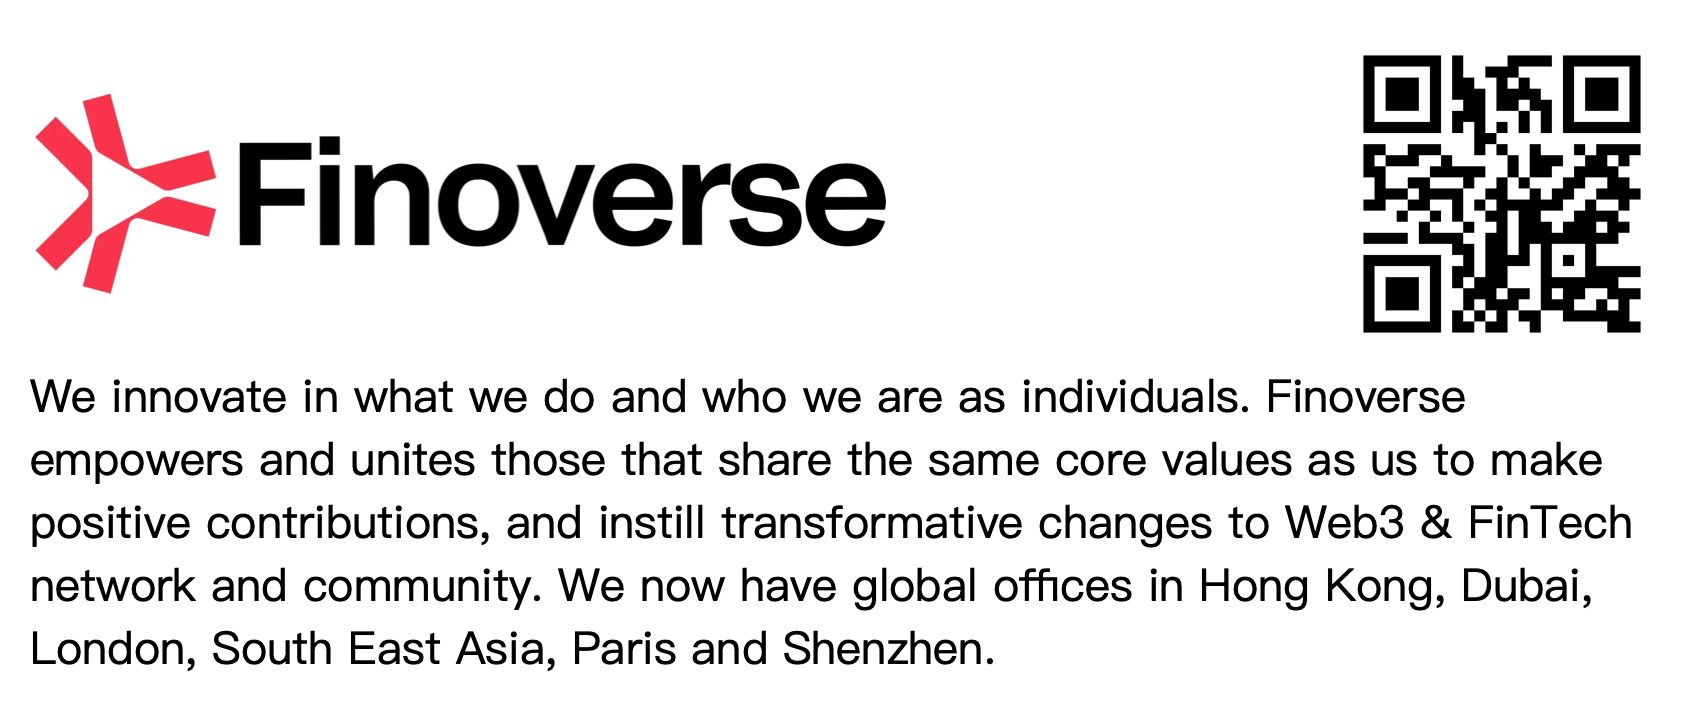 Finoverse
We innovate in what we do and who we are as individuals. Finoverse
empowers and unites those that share the same core values as us to make
positive contributions, and instill transformative changes to Web3 & FinTech
network and community. We now have global offices in Hong Kong, Dubai,
London, South East Asia, Paris and Shenzhen.